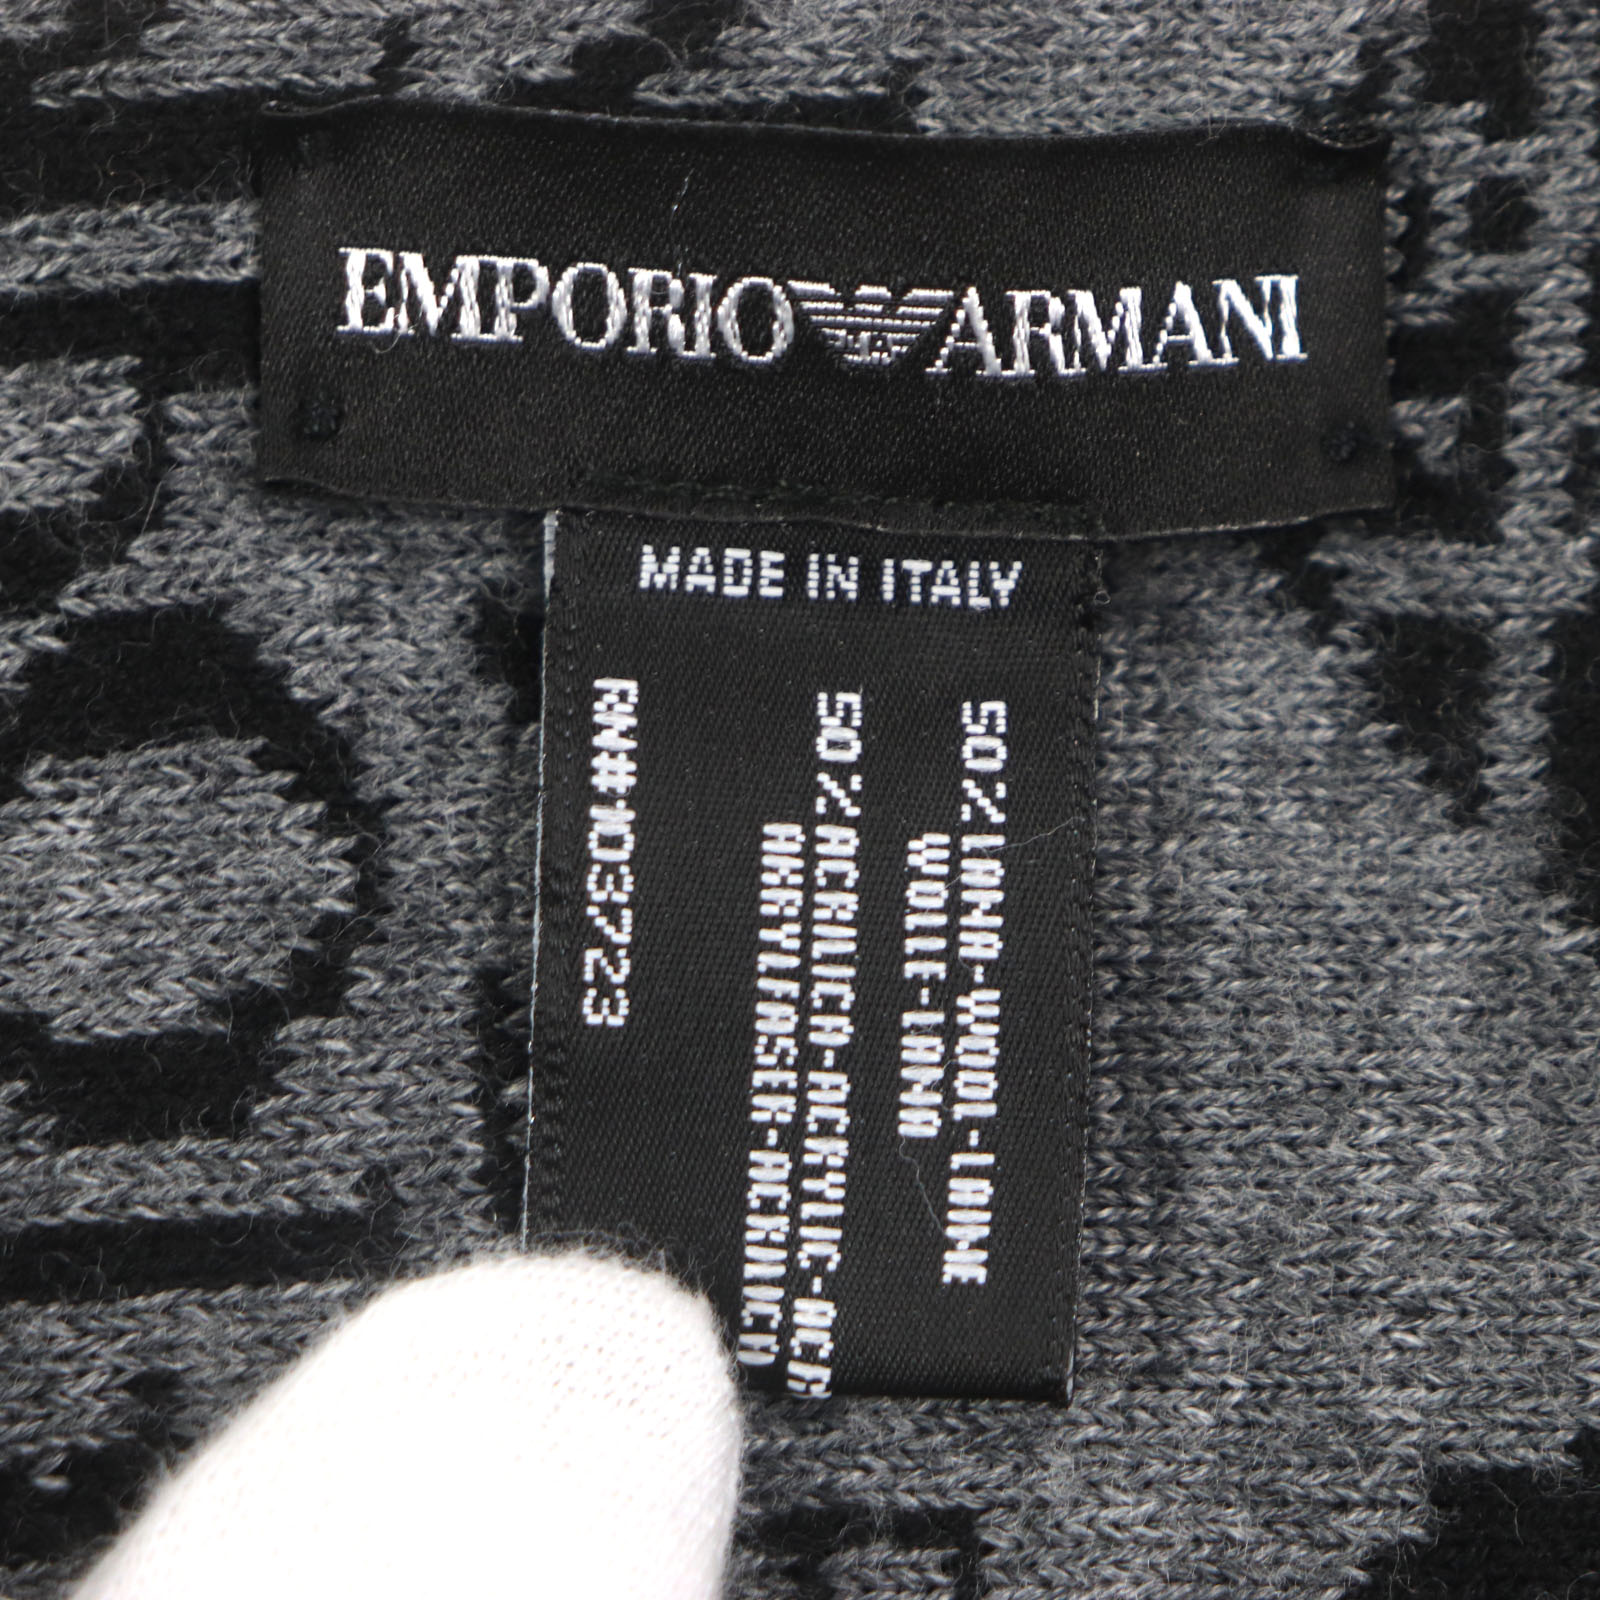 EMPORIO ARMANI
MADE IN ITALY
50% LANA-WOOL-LAINE
WOLLE-LANA
50% ACRILICO-ACRYLIC-ACR
AKRYLFASER-ACRILICO
RN#103723